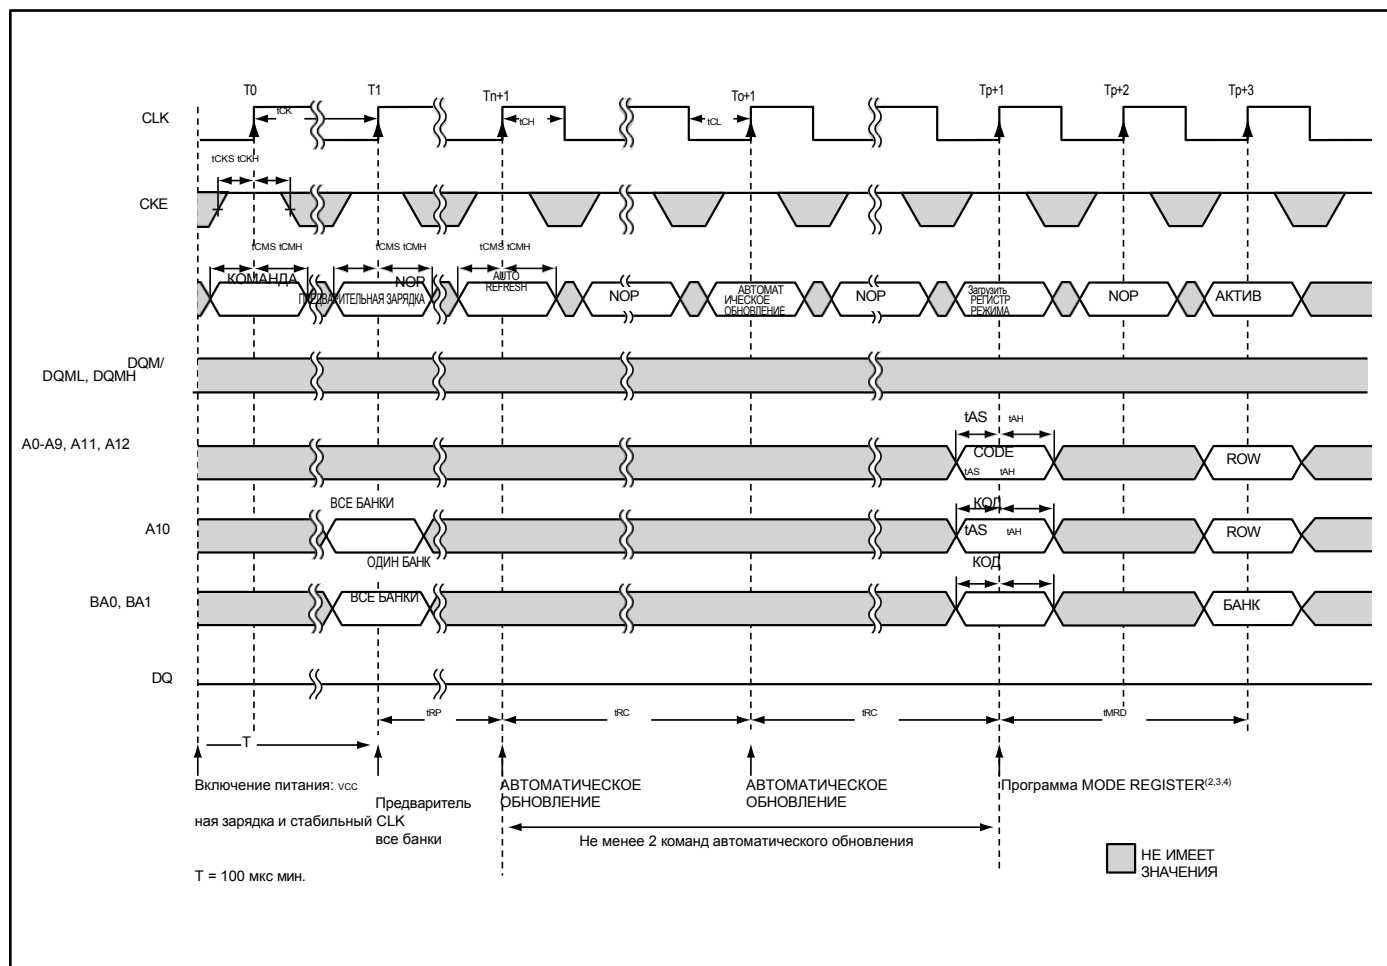 T0 T1 Tn+1 To+1 Tp+1 Tp+2 Tp+3
CLK
tCK tCH tCL
tCKS tCKH
CKE
tCMS tCMH tCMS tCMH tCMS tCMH
КОМАНДА
ПРЕДВАРИТЕЛЬНАЯ ЗАРЯДКА
NOP
AUTO
REFRESH
NOP
АВТОМАТ
ИЧЕСКОЕ
ОБНОВЛЕНИЕ
NOP
Загрузить
РЕГИСТР
РЕЖИМА
NOP
АКТИВ
DQM/
DQML, DQMH
tAS tAH
A0-A9, A11, A12
CODE
ROW
tAS tAH
ВСЕ БАНКИ
КОД
A10
tAS tAH
ROW
ОДИН БАНК
КОД
BA0, BA1
ВСЕ БАНКИ
БАНК
DQ
tRP tRC tRC tMRD
T
Включение питания: VCC
Предваритель
ная зарядка и стабильный CLK
все банки
АВТОМАТИЧЕСКОЕ
ОБНОВЛЕНИЕ
АВТОМАТИЧЕСКОЕ
ОБНОВЛЕНИЕ
Программа MODE REGISTER(2,3,4)
Не менее 2 команд автоматического обновления
T = 100 мкс мин.
НЕ ИМЕЕТ
ЗНАЧЕНИЯ